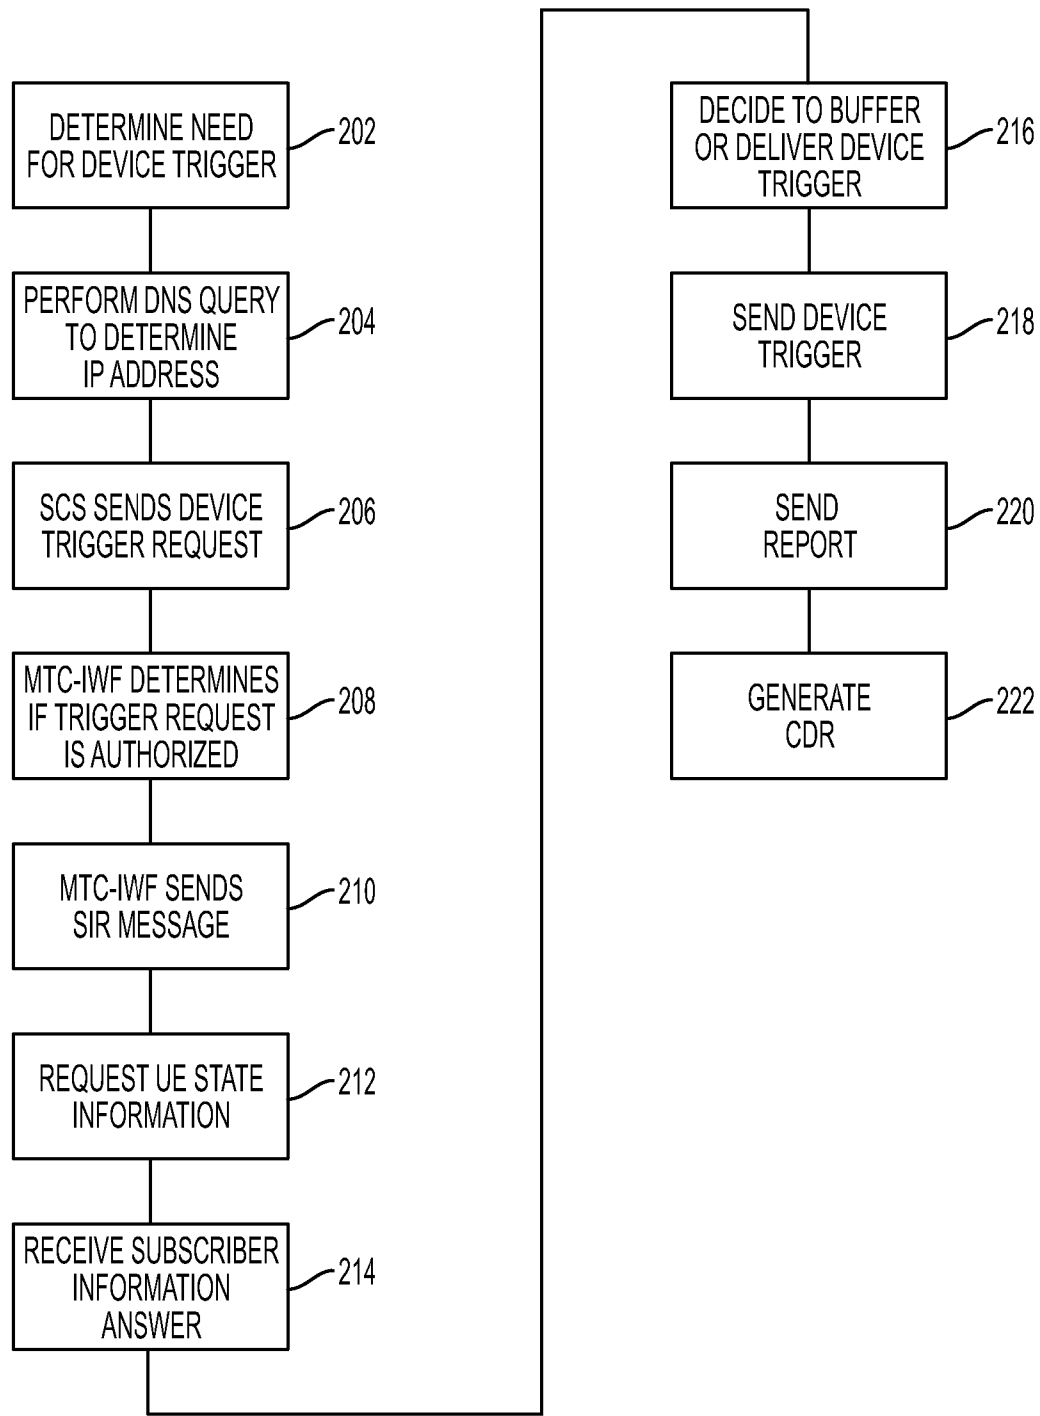 DETERMINE NEED
FOR DEVICE TRIGGER
202
PERFORM DNS QUERY
TO DETERMINE
IP ADDRESS
204
SCS SENDS DEVICE
TRIGGER REQUEST
206
MTC-IWF DETERMINES
IF TRIGGER REQUEST
IS AUTHORIZED
208
MTC-IWF SENDS
SIR MESSAGE
210
REQUEST UE STATE
INFORMATION
212
RECEIVE SUBSCRIBER
INFORMATION
ANSWER
214
DECIDE TO BUFFER
OR DELIVER DEVICE
TRIGGER
216
SEND DEVICE
TRIGGER
218
SEND
REPORT
220
GENERATE
CDR
222